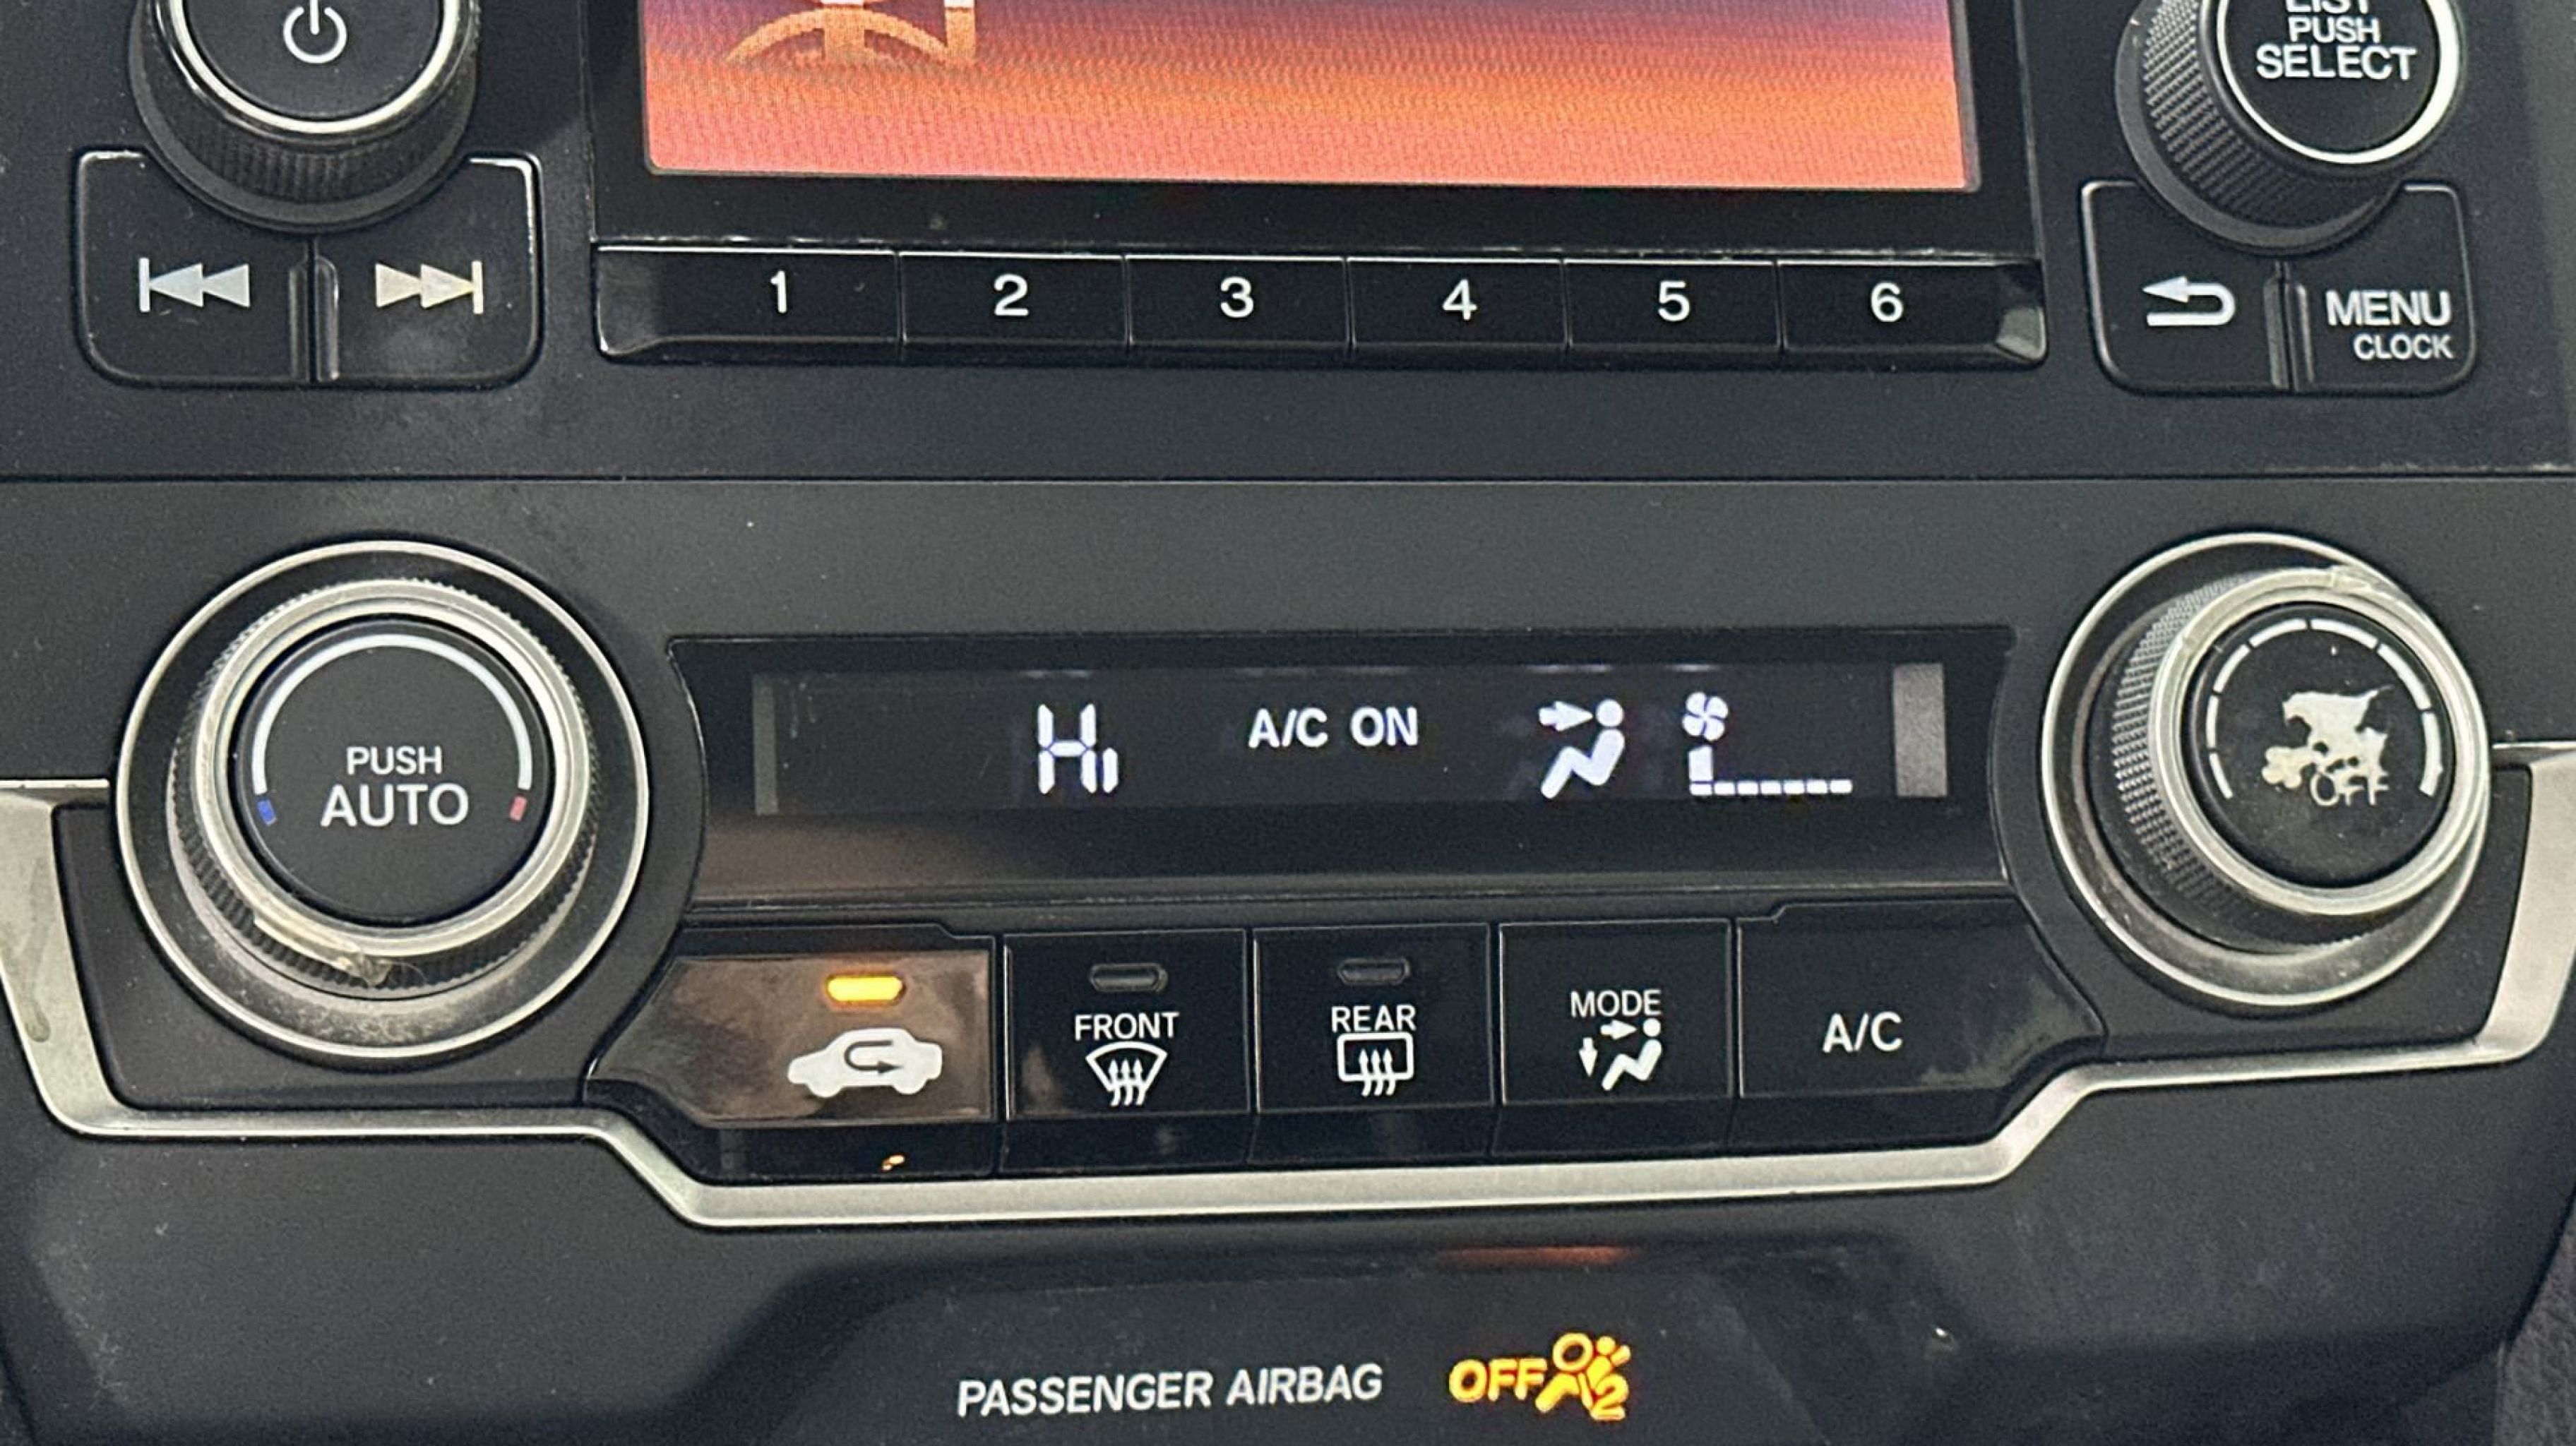 LIST
PUSH
SELECT
1 2 3 4 5 6
MENU
CLOCK
PUSH
AUTO
Hi
A/C ON
OFF
FRONT
REAR
MODE
A/C
PASSENGER AIRBAG
OFF
2